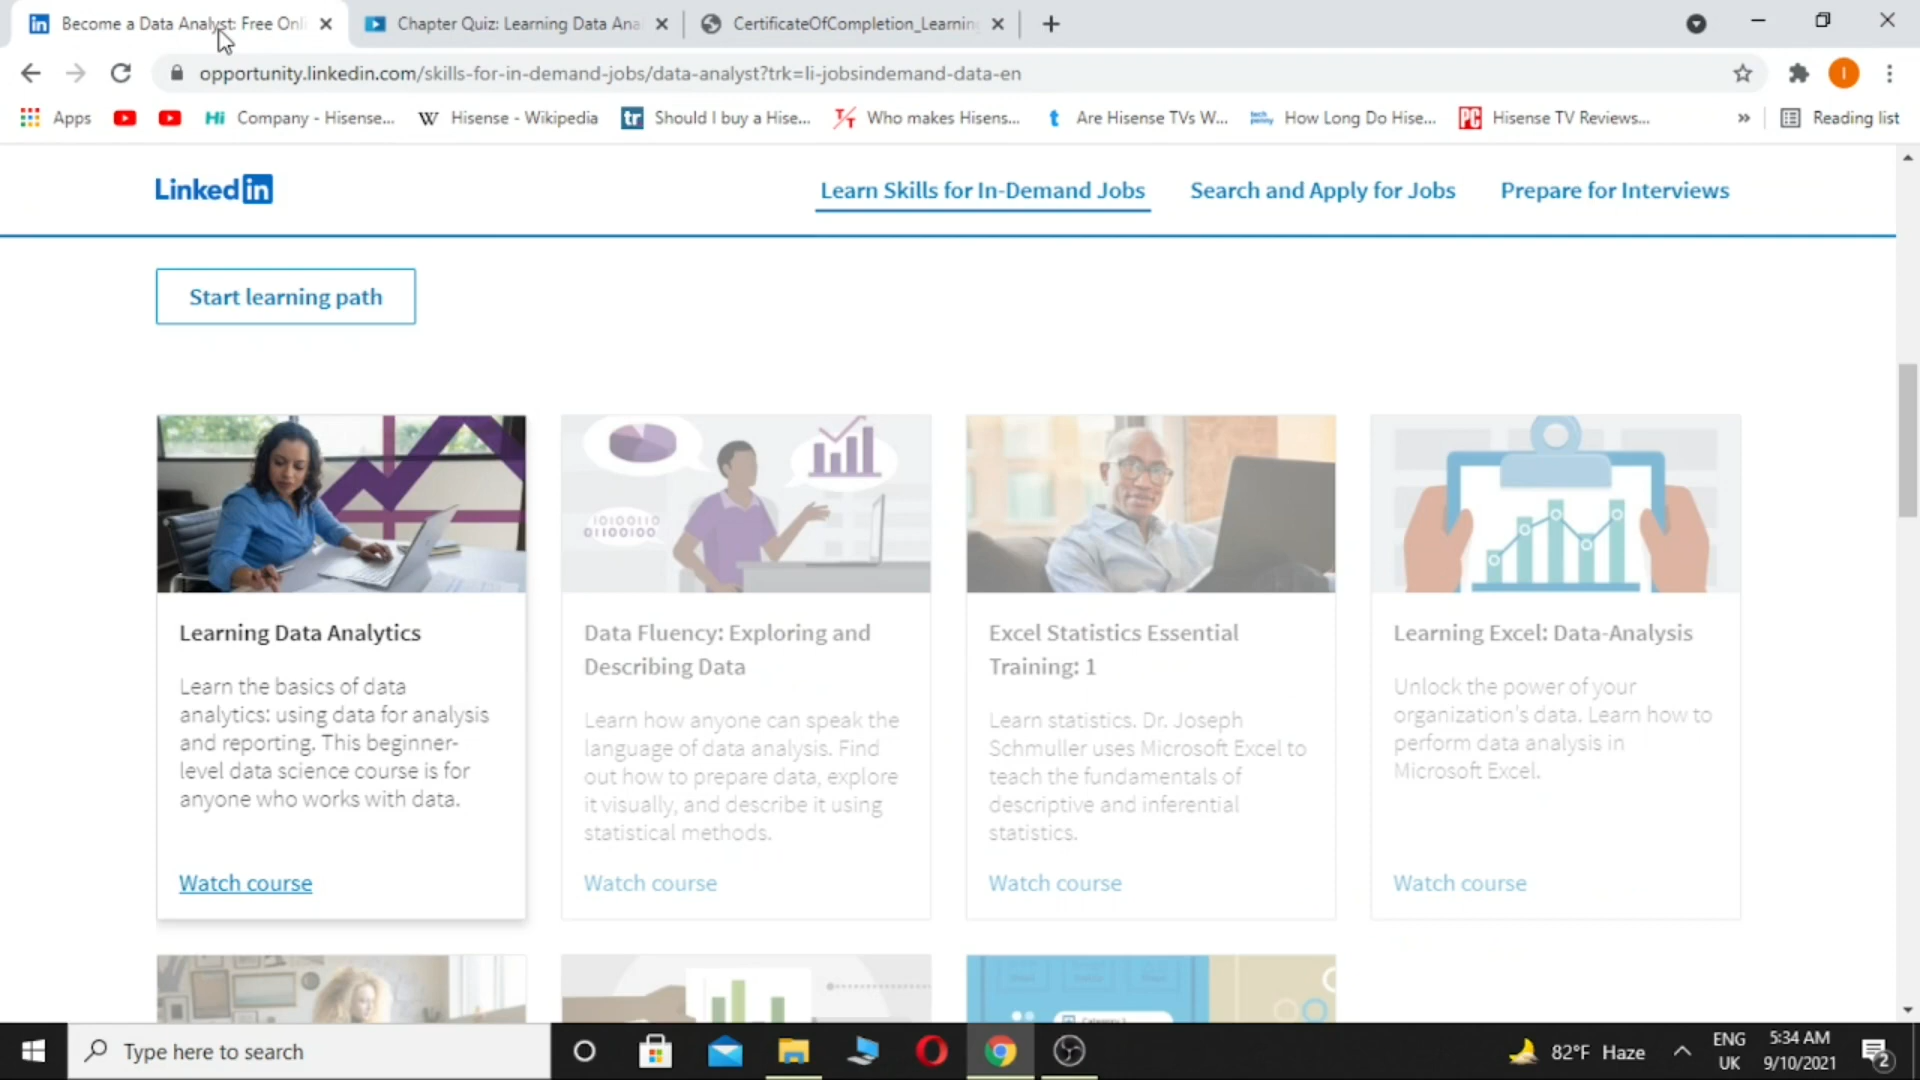 Become a Data Analyst: Free Onli
Chapter Quiz: Learning Data Ana
CertificateOfCompletion_Learning
opportunity.linkedin.com/skills-for-in-demand-jobs/data-analyst?trk=li-jobsindemand-data-en
I
Apps
Hi Company - Hisense...
W Hisense - Wikipedia
tr Should I buy a Hise...
T/T Who makes Hisens...
t Are Hisense TVs W...
How Long Do Hise...
PC Hisense TV Reviews...
»
Reading list
Linked in
Learn Skills for In-Demand Jobs
Search and Apply for Jobs
Prepare for Interviews
Start learning path
01100100
Learning Data Analytics
Learn the basics of data
analytics: using data for analysis
and reporting. This beginner-
level data science course is for
anyone who works with data.
Watch course
Data Fluency: Exploring and
Describing Data
Learn how anyone can speak the
language of data analysis. Find
out how to prepare data, explore
it visually, and describe it using
statistical methods.
Watch course
Excel Statistics Essential
Training: 1
Learn statistics. Dr. Joseph
Schmuller uses Microsoft Excel to
teach the fundamentals of
descriptive and inferential
statistics.
Watch course
Learning Excel: Data-Analysis
Unlock the power of your
organization's data. Learn how to
perform data analysis in
Microsoft Excel.
Watch course
Type here to search
82°F Haze
ENG
UK
5:34 AM
9/10/2021
2